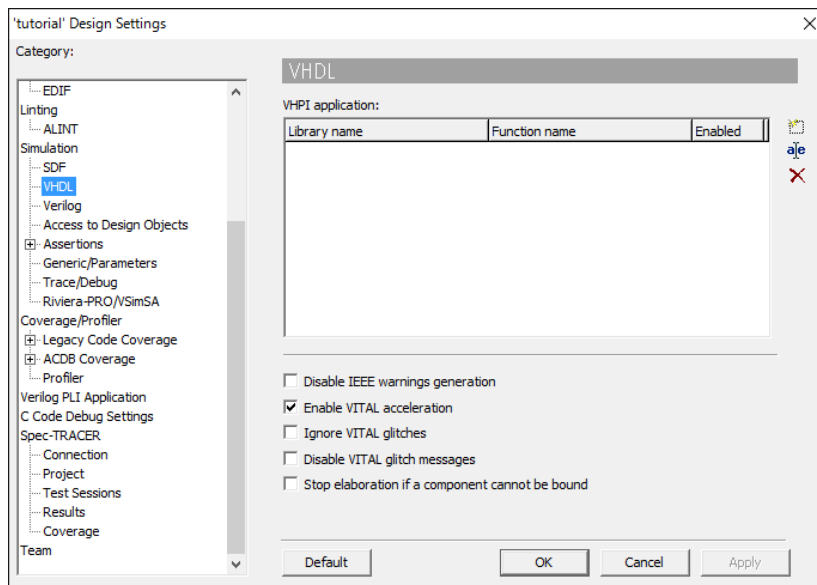 'tutorial' Design Settings
Category:
EDIF
Linting
ALINT
Simulation
SDF
VHDL
Verilog
Access to Design Objects
Assertions
Generic/Parameters
Trace/Debug
Riviera-PRO/VSimSA
Coverage/Profiler
Legacy Code Coverage
ACDB Coverage
Profiler
Verilog PLI Application
C Code Debug Settings
Spec-TRACER
Connection
Project
Test Sessions
Results
Coverage
Team
VHDL
VHPI application:
Library name Function name Enabled
a|e
Disable IEEE warnings generation
Enable VITAL acceleration
Ignore VITAL glitches
Disable VITAL glitch messages
Stop elaboration if a component cannot be bound
Default OK Cancel Apply